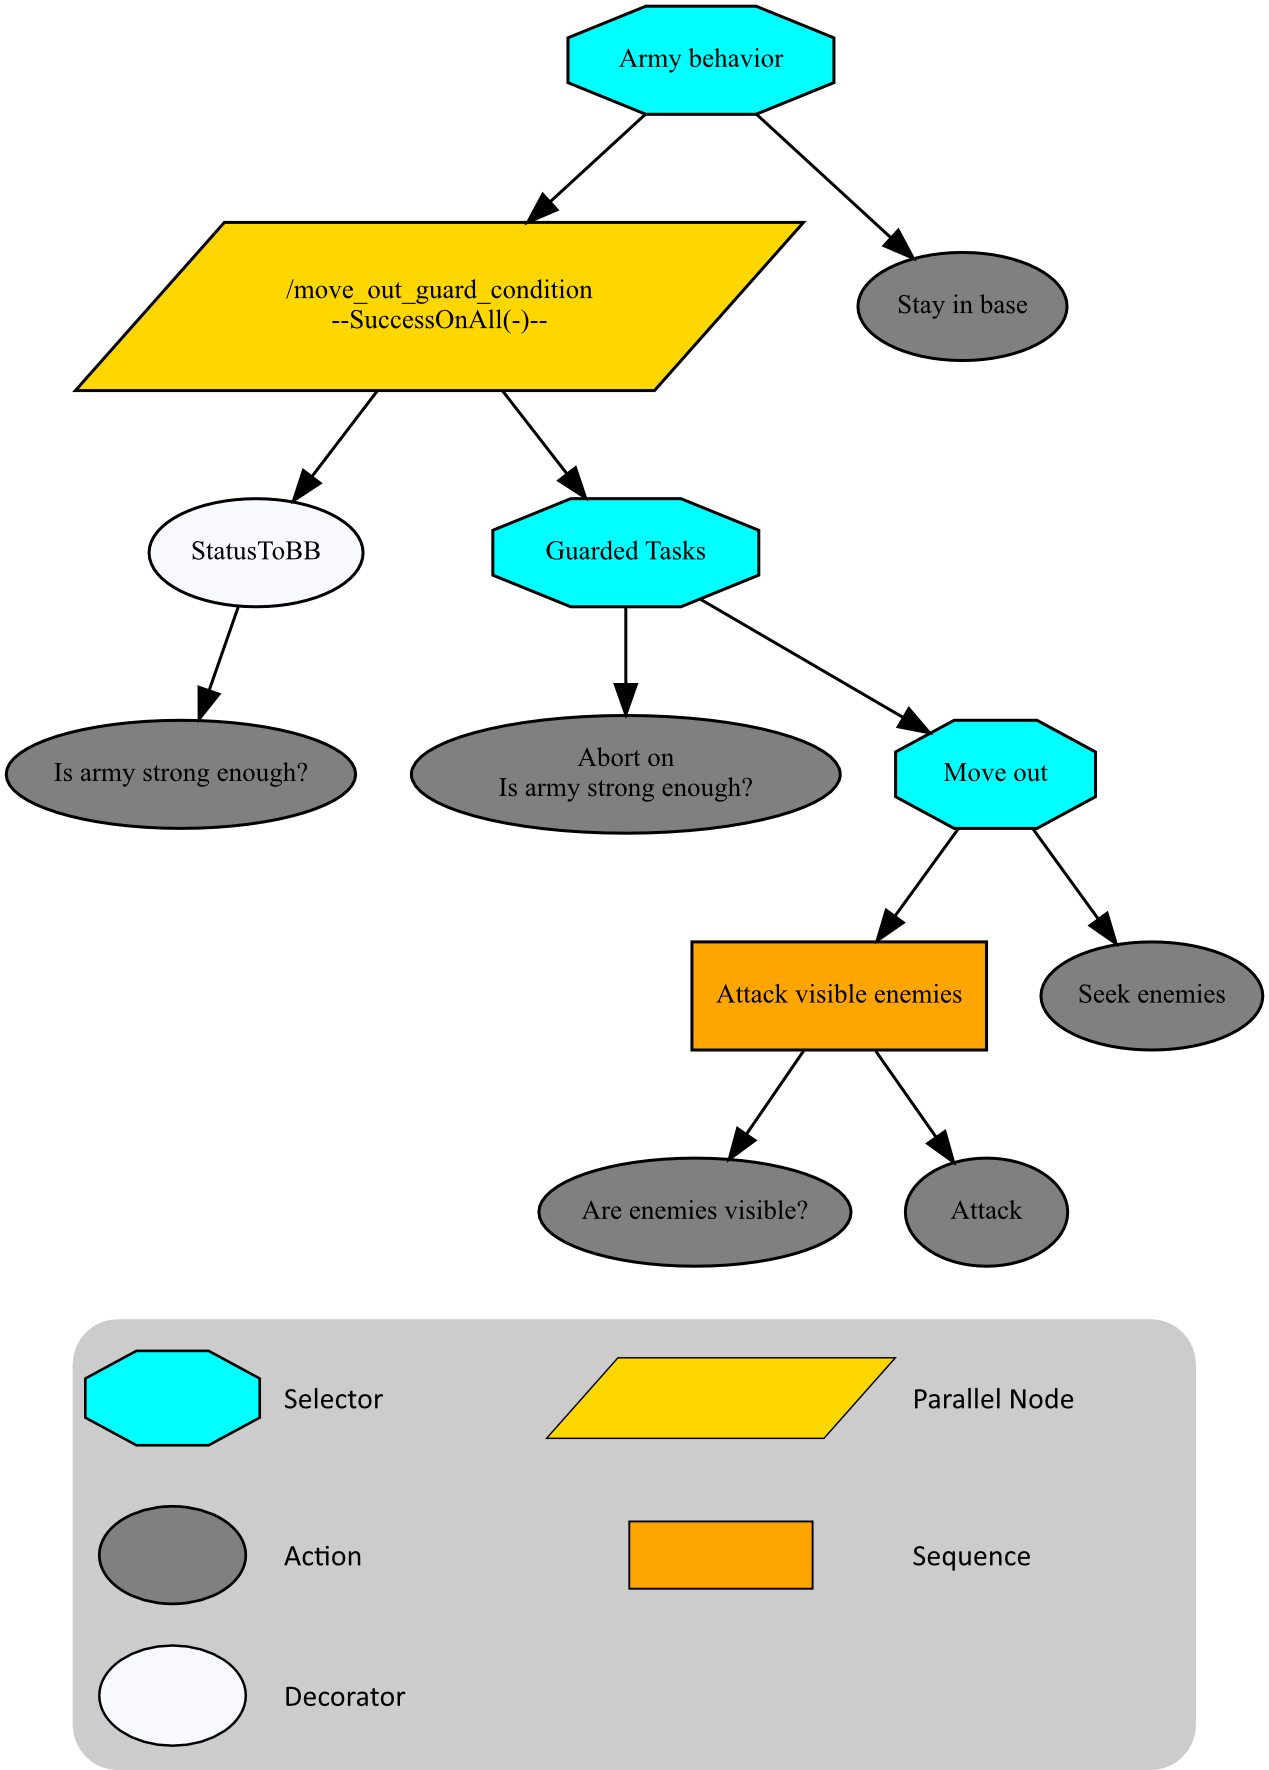 Army behavior
/move_out_guard_condition
--SuccessOnAll(-)--
Stay in base
StatusToBB
Guarded Tasks
Is army strong enough?
Abort on
Is army strong enough?
Move out
Attack visible enemies
Seek enemies
Are enemies visible?
Attack
Selector
Parallel Node
Action
Sequence
Decorator